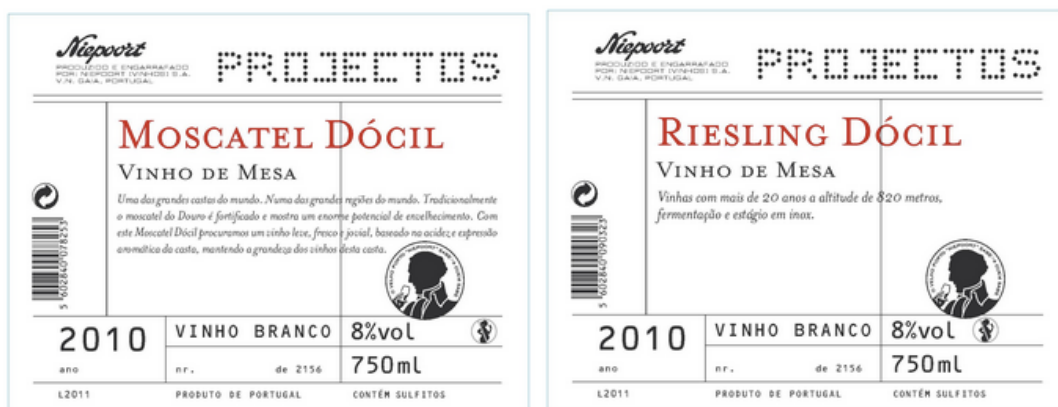 Niepoort
PRODUZIDO E ENGARRAFADO
POR: NIEPOORT (VINHOS) S.A.
V.N. GAIA, PORTUGAL
PROJECTOS
MOSCATEL DÓCIL
VINHO DE MESA
Uma das grandes castas do mundo. Numa das grandes regiões do mundo. Tradicionalmente
o moscatel do Douro é fortificado e mostra um enorme potencial de envelhecimento. Com
este Moscatel Dócil procuramos um vinho leve, fresco e jovial, baseado na acidez e expressão
aromática da casta, mantendo a grandeza dos vinhos desta casta.
5 602840 078253
2010
VINHO BRANCO
8%vol
ano
nr.
de 2156
750ml
L2011
PRODUTO DE PORTUGAL
CONTÉM SULFITOS
Niepoort
PRODUZIDO E ENGARRAFADO
POR: NIEPOORT (VINHOS) S.A.
V.N. GAIA, PORTUGAL
PROJECTOS
RIESLING DÓCIL
VINHO DE MESA
Vinhas com mais de 20 anos a altitude de 820 metros,
fermentação e estágio em inox.
5 602840 090323
2010
VINHO BRANCO
8%vol
ano
nr.
de 2156
750ml
L2011
PRODUTO DE PORTUGAL
CONTÉM SULFITOS